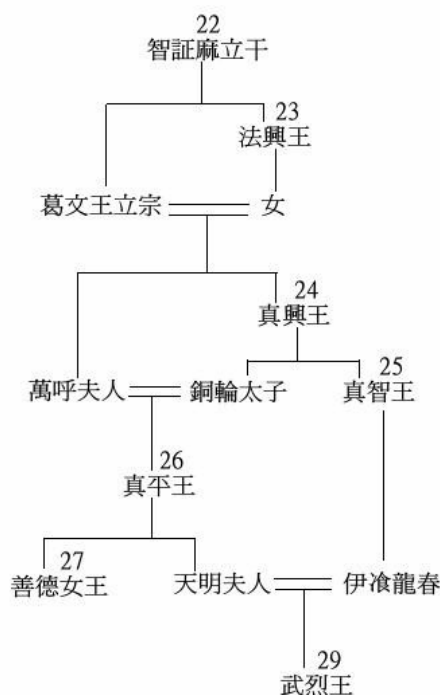 22
智証麻立干
23
法興王
葛文王立宗
女
24
真興王
萬呼夫人
銅輪太子
25
真智王
26
真平王
27
善德女王
天明夫人
伊飡龍春
29
武烈王